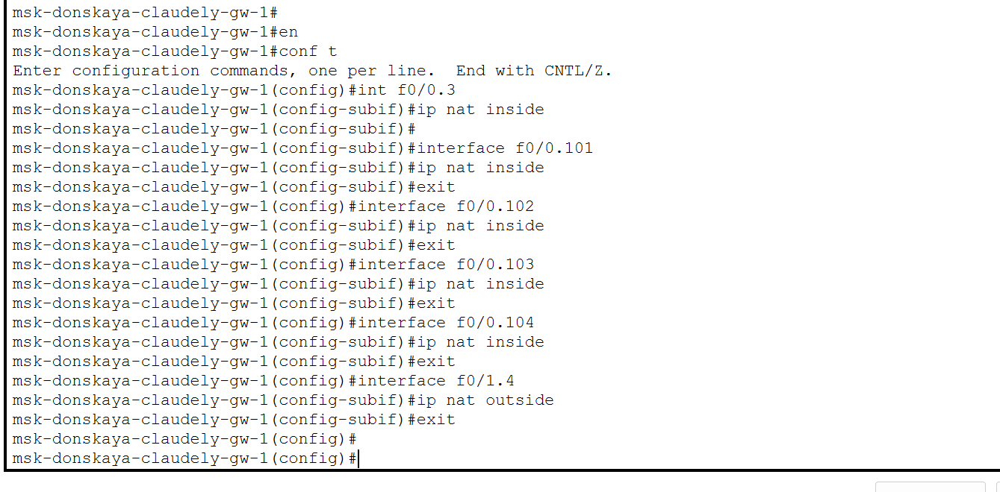 msk-donskaya-claudely-gw-1#
msk-donskaya-claudely-gw-1#en
msk-donskaya-claudely-gw-1#conf t
Enter configuration commands, one per line.  End with CNTL/Z.
msk-donskaya-claudely-gw-1(config)#int f0/0.3
msk-donskaya-claudely-gw-1(config-subif)#ip nat inside
msk-donskaya-claudely-gw-1(config-subif)#
msk-donskaya-claudely-gw-1(config-subif)#interface f0/0.101
msk-donskaya-claudely-gw-1(config-subif)#ip nat inside
msk-donskaya-claudely-gw-1(config-subif)#exit
msk-donskaya-claudely-gw-1(config)#interface f0/0.102
msk-donskaya-claudely-gw-1(config-subif)#ip nat inside
msk-donskaya-claudely-gw-1(config-subif)#exit
msk-donskaya-claudely-gw-1(config)#interface f0/0.103
msk-donskaya-claudely-gw-1(config-subif)#ip nat inside
msk-donskaya-claudely-gw-1(config-subif)#exit
msk-donskaya-claudely-gw-1(config)#interface f0/0.104
msk-donskaya-claudely-gw-1(config-subif)#ip nat inside
msk-donskaya-claudely-gw-1(config-subif)#exit
msk-donskaya-claudely-gw-1(config)#interface f0/1.4
msk-donskaya-claudely-gw-1(config-subif)#ip nat outside
msk-donskaya-claudely-gw-1(config-subif)#exit
msk-donskaya-claudely-gw-1(config)#
msk-donskaya-claudely-gw-1(config)#